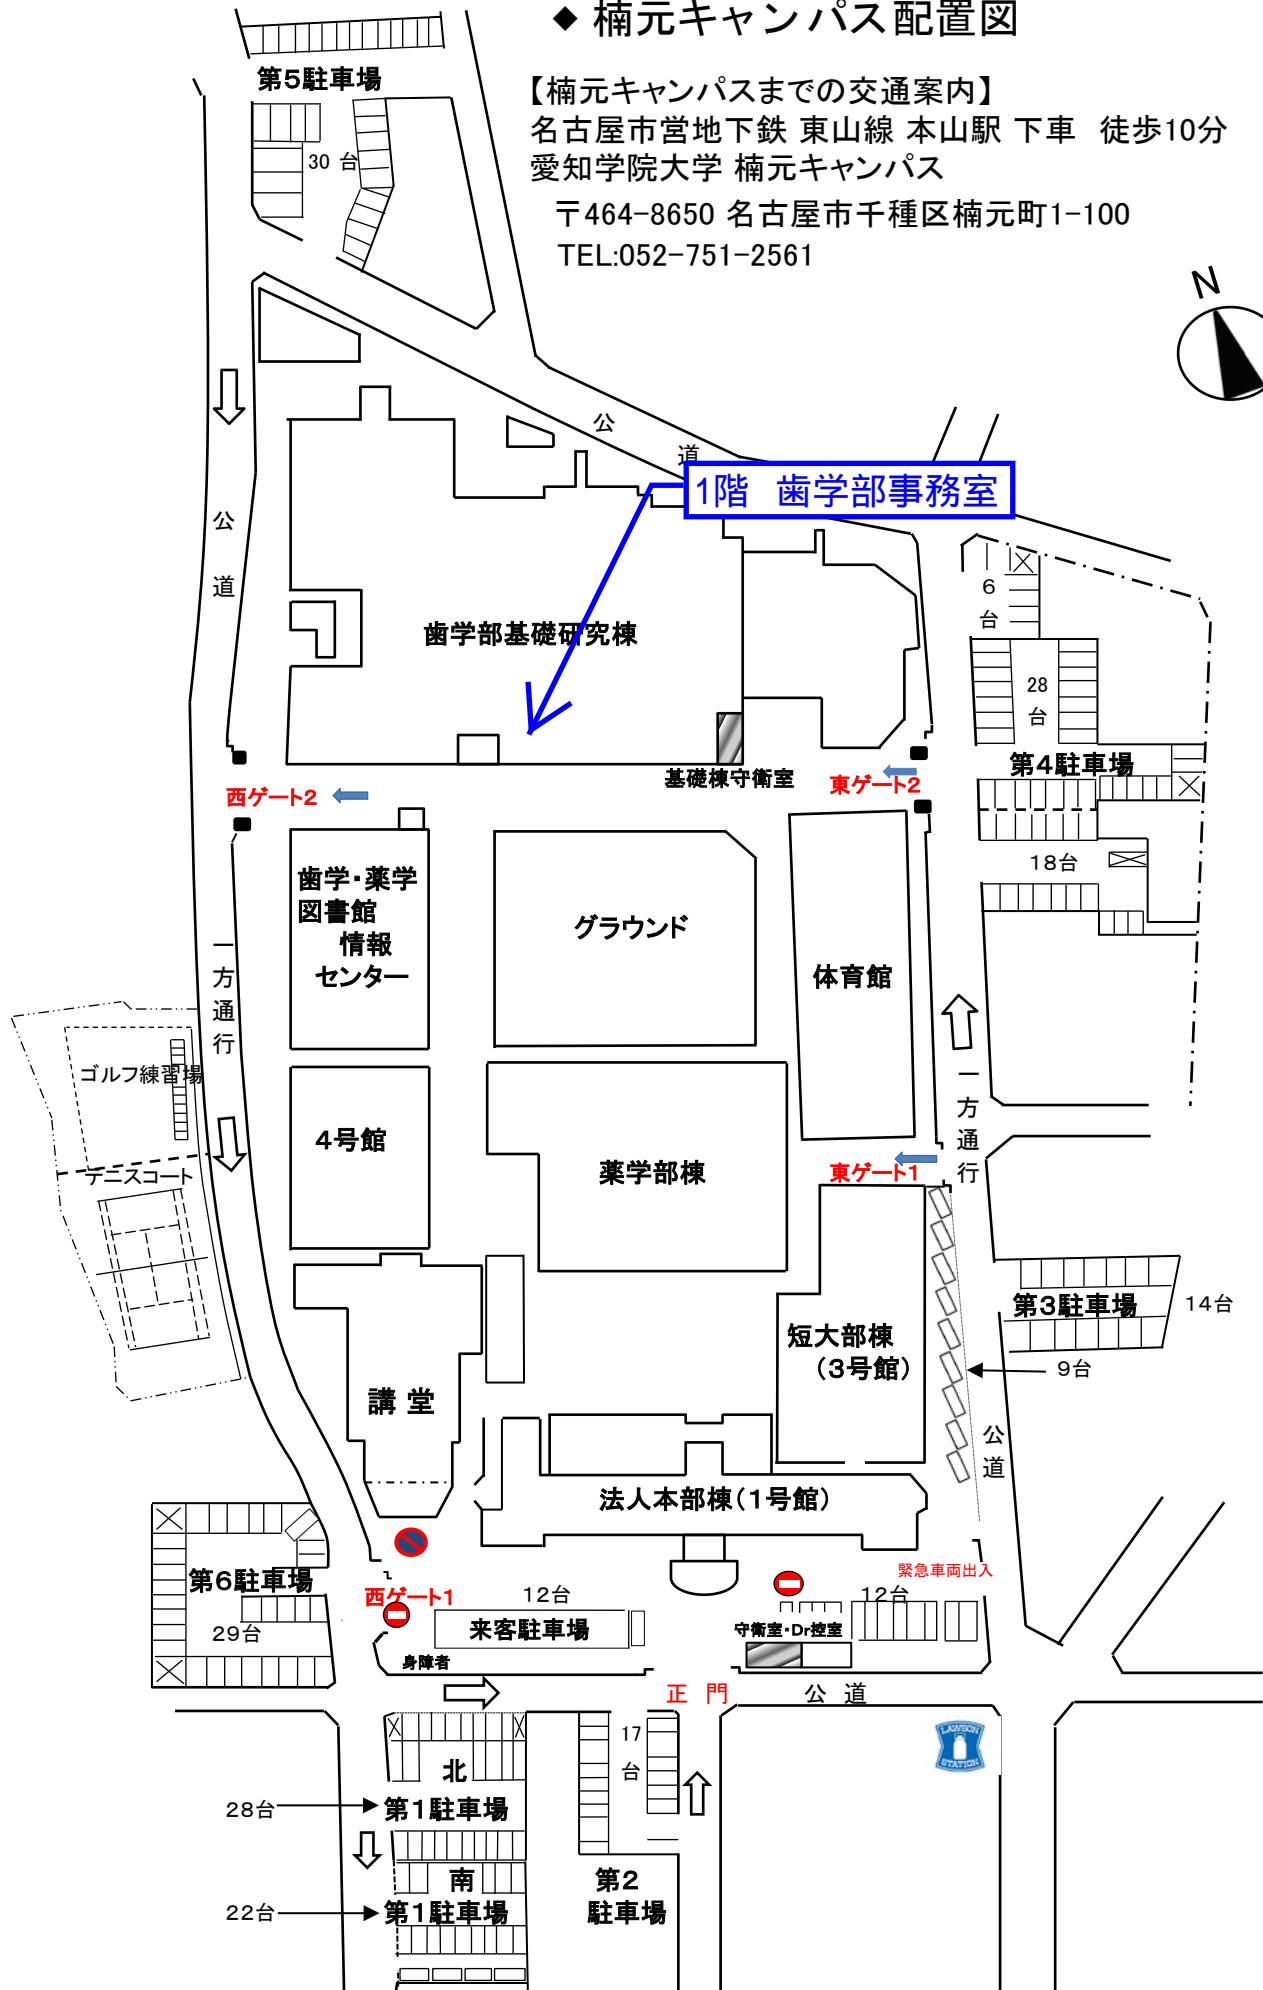 ◆ 楠元キャンパス配置図
【楠元キャンパスまでの交通案内】
名古屋市営地下鉄 東山線 本山駅 下車　徒歩10分
愛知学院大学 楠元キャンパス
〒464-8650 名古屋市千種区楠元町1-100
TEL:052-751-2561
N
第5駐車場
30 台
公道
公道
1階　歯学部事務室
歯学部基礎研究棟
6台
28台
第4駐車場
18台
基礎棟守衛室
東ゲート2
西ゲート2
歯学・薬学
図書館
情報
センター
グラウンド
体育館
一方通行
ゴルフ練習場
テニスコート
4号館
薬学部棟
東ゲート1
一方通行
短大部棟
(3号館)
第3駐車場
14台
9台
公道
講 堂
法人本部棟(1号館)
第6駐車場
29台
西ゲート1
12台
来客駐車場
身障者
緊急車両出入
12台
守衛室・Dr控室
正 門
公 道
LAWSON
STATION
17台
北
28台
第1駐車場
南
22台
第1駐車場
第2
駐車場